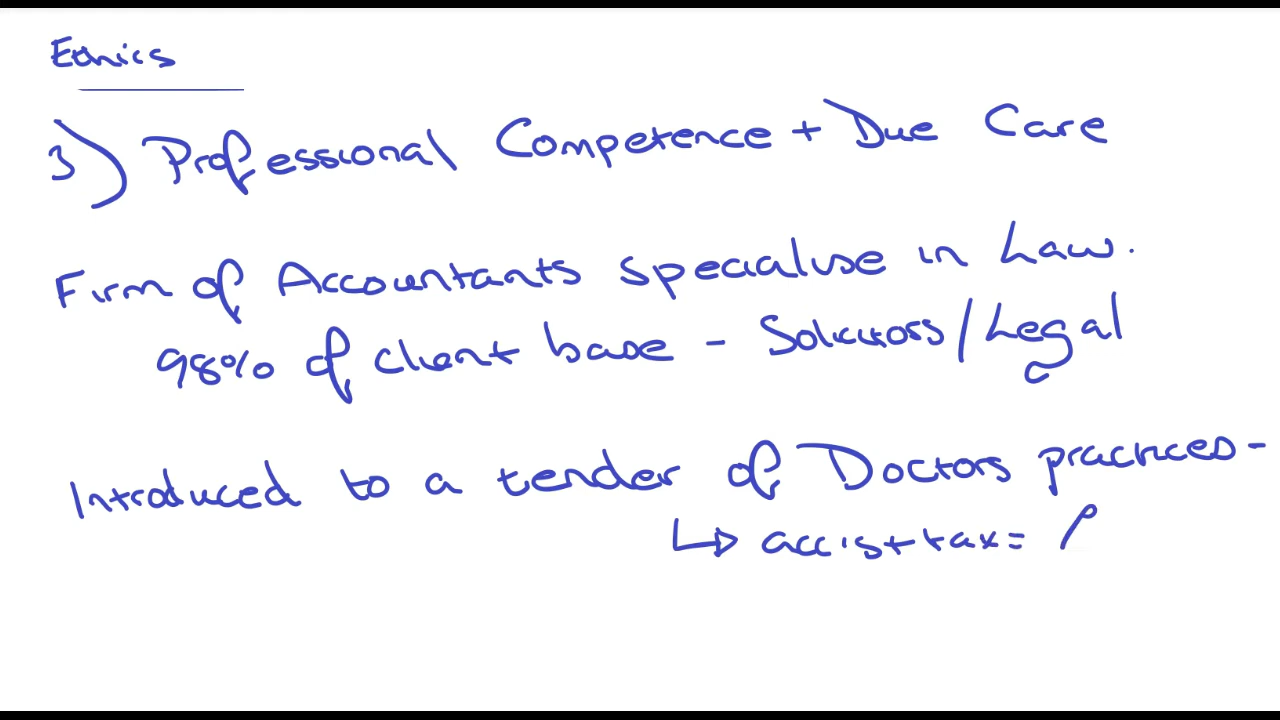 Ethics
3) Professional Competence + Due Care
Firm of Accountants specialise in Law.
98% of client base - Solicitors/Legal
Introduced to a tender of Doctors practices -
↳ accis + tax =